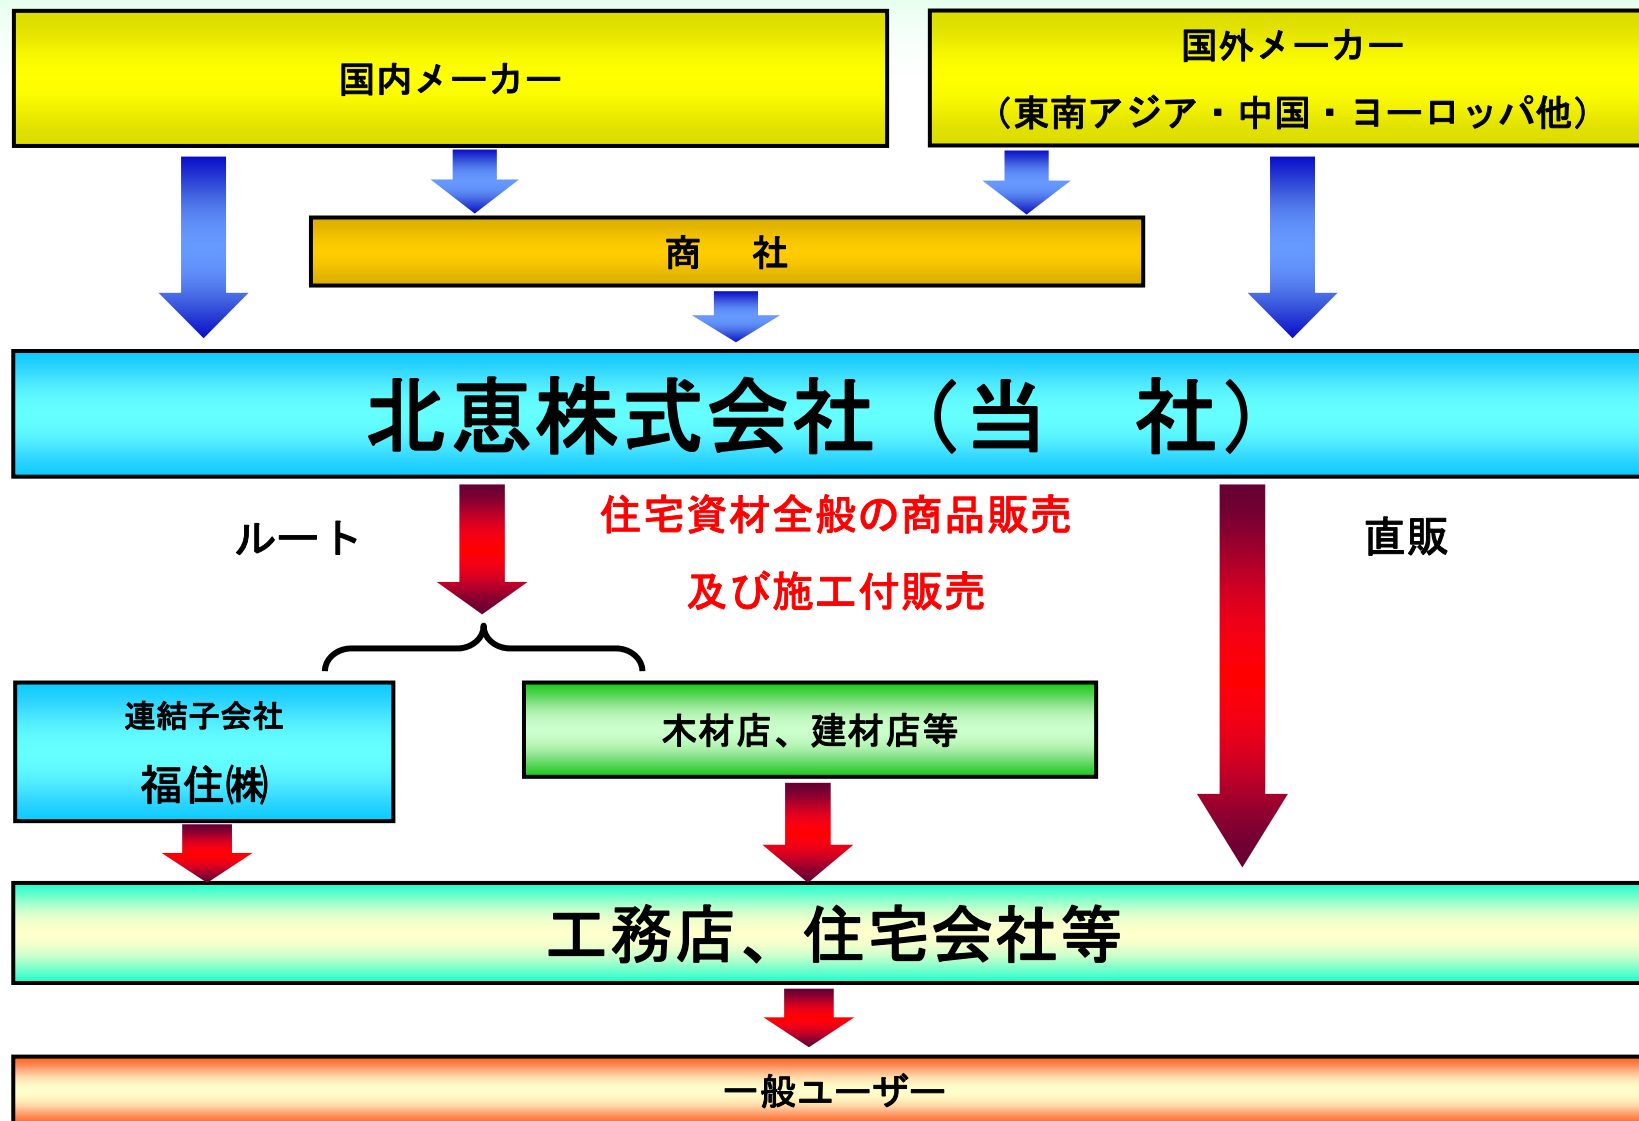 国内メーカー
国外メーカー
（東南アジア・中国・ヨーロッパ他）
商　社
北恵株式会社（当　社）
ルート
住宅資材全般の商品販売
及び施工付販売
直販
連結子会社
福住㈱
木材店、建材店等
工務店、住宅会社等
一般ユーザー